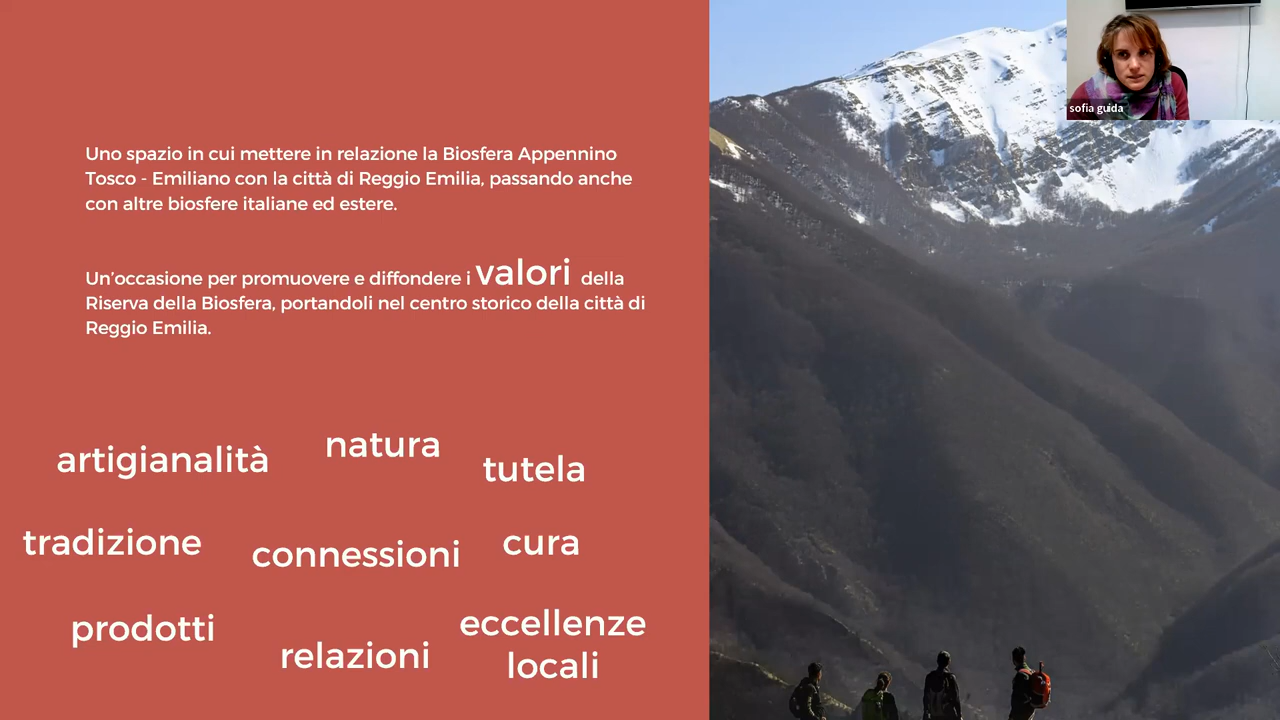 Uno spazio in cui mettere in relazione la Biosfera Appennino
Tosco - Emiliano con la città di Reggio Emilia, passando anche
con altre biosfere italiane ed estere.
Un'occasione per promuovere e diffondere i valori della
Riserva della Biosfera, portandoli nel centro storico della città di
Reggio Emilia.
artigianalità
natura
tutela
tradizione
connessioni
cura
prodotti
relazioni
eccellenze
locali
sofia guida